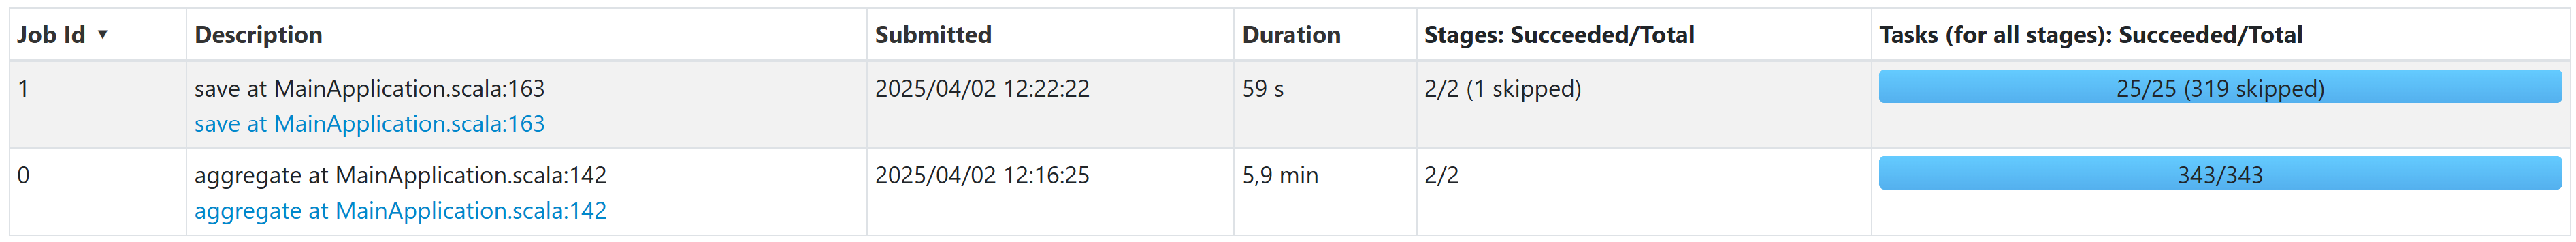 Job Id ▼ Description Submitted Duration Stages: Succeeded/Total Tasks (for all stages): Succeeded/Total
1 save at MainApplication.scala:163 2025/04/02 12:22:22 59 s 2/2 (1 skipped) 25/25 (319 skipped)
save at MainApplication.scala:163
0 aggregate at MainApplication.scala:142 2025/04/02 12:16:25 5,9 min 2/2 343/343
aggregate at MainApplication.scala:142